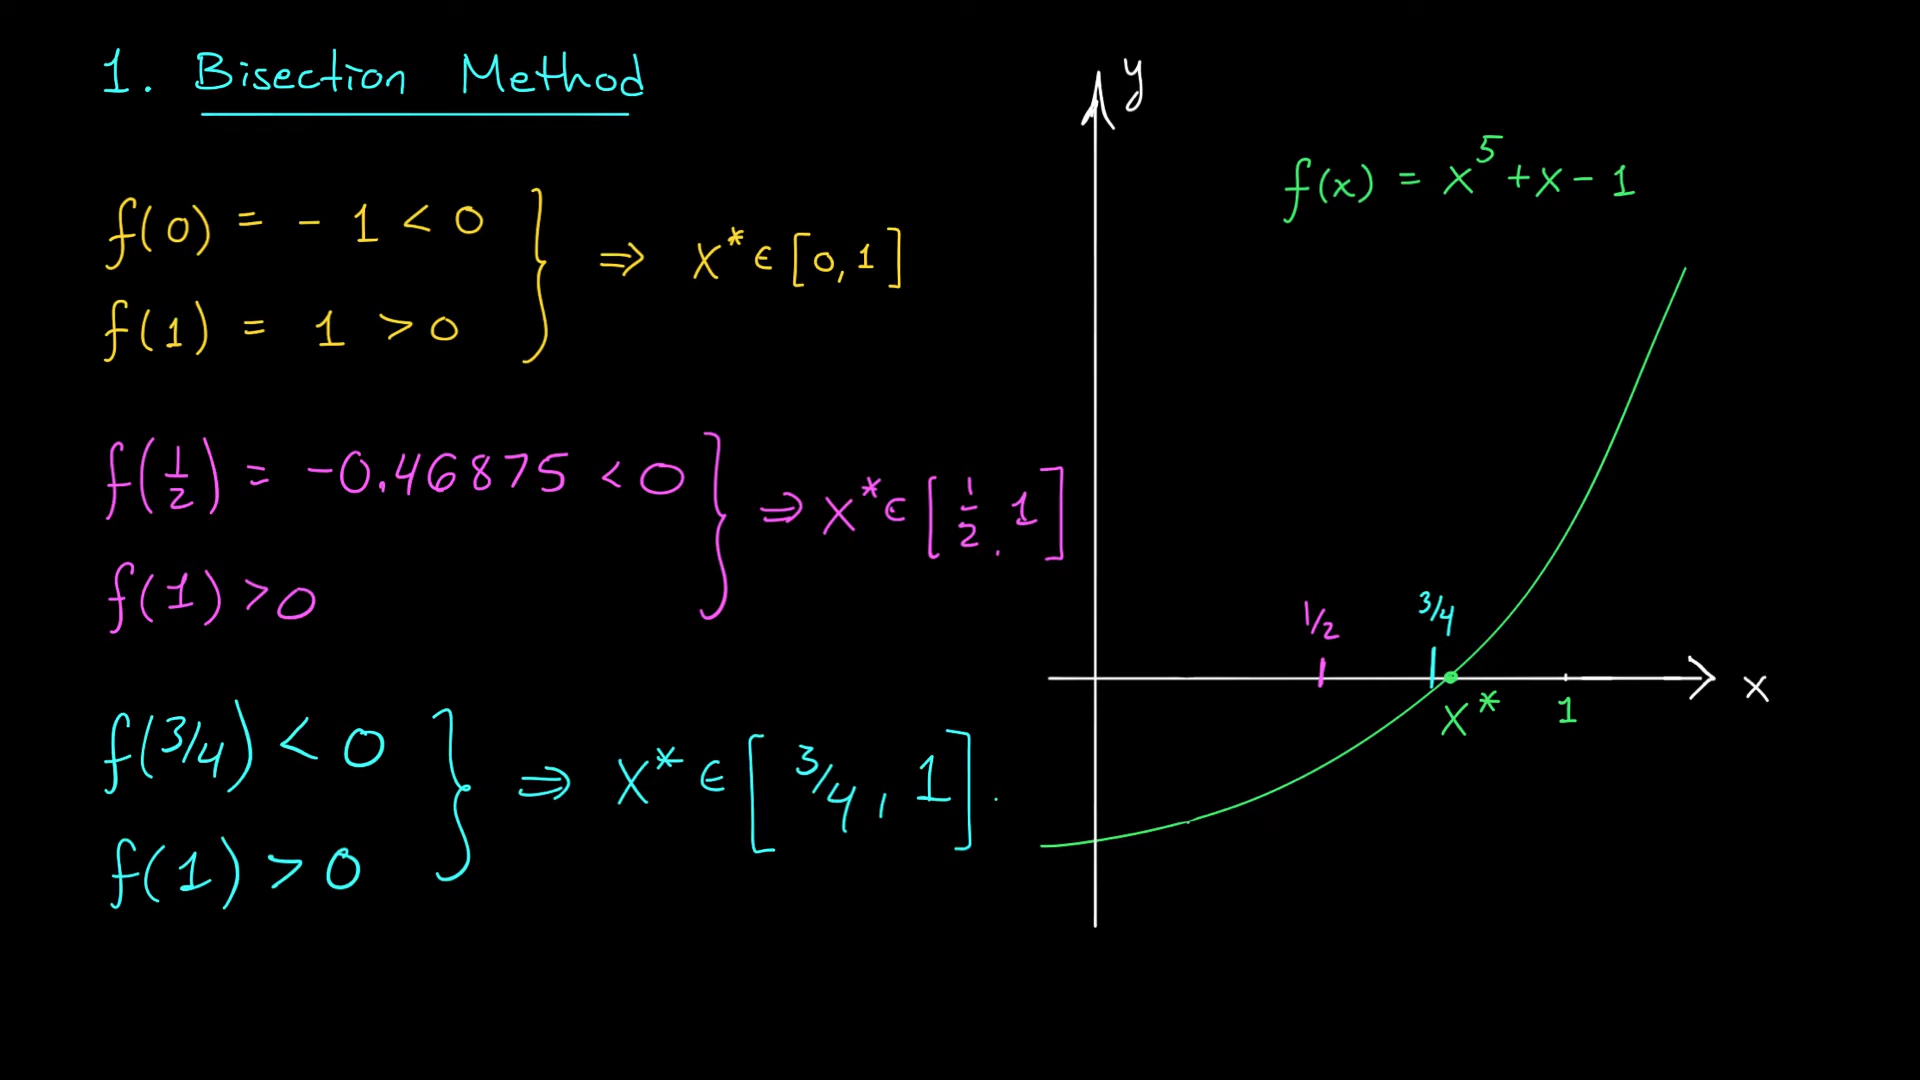 1. Bisection Method
f(0) = - 1 < 0
f(1) = 1 > 0
⇒ x* ∈ [0, 1]
f(1/2) = -0.46875 < 0
f(1) > 0
⇒ x* ∈ [1/2, 1]
f(3/4) < 0
f(1) > 0
⇒ x* ∈ [3/4, 1].
y
f(x) = x⁵ + x - 1
1/2
3/4
x
x*
1